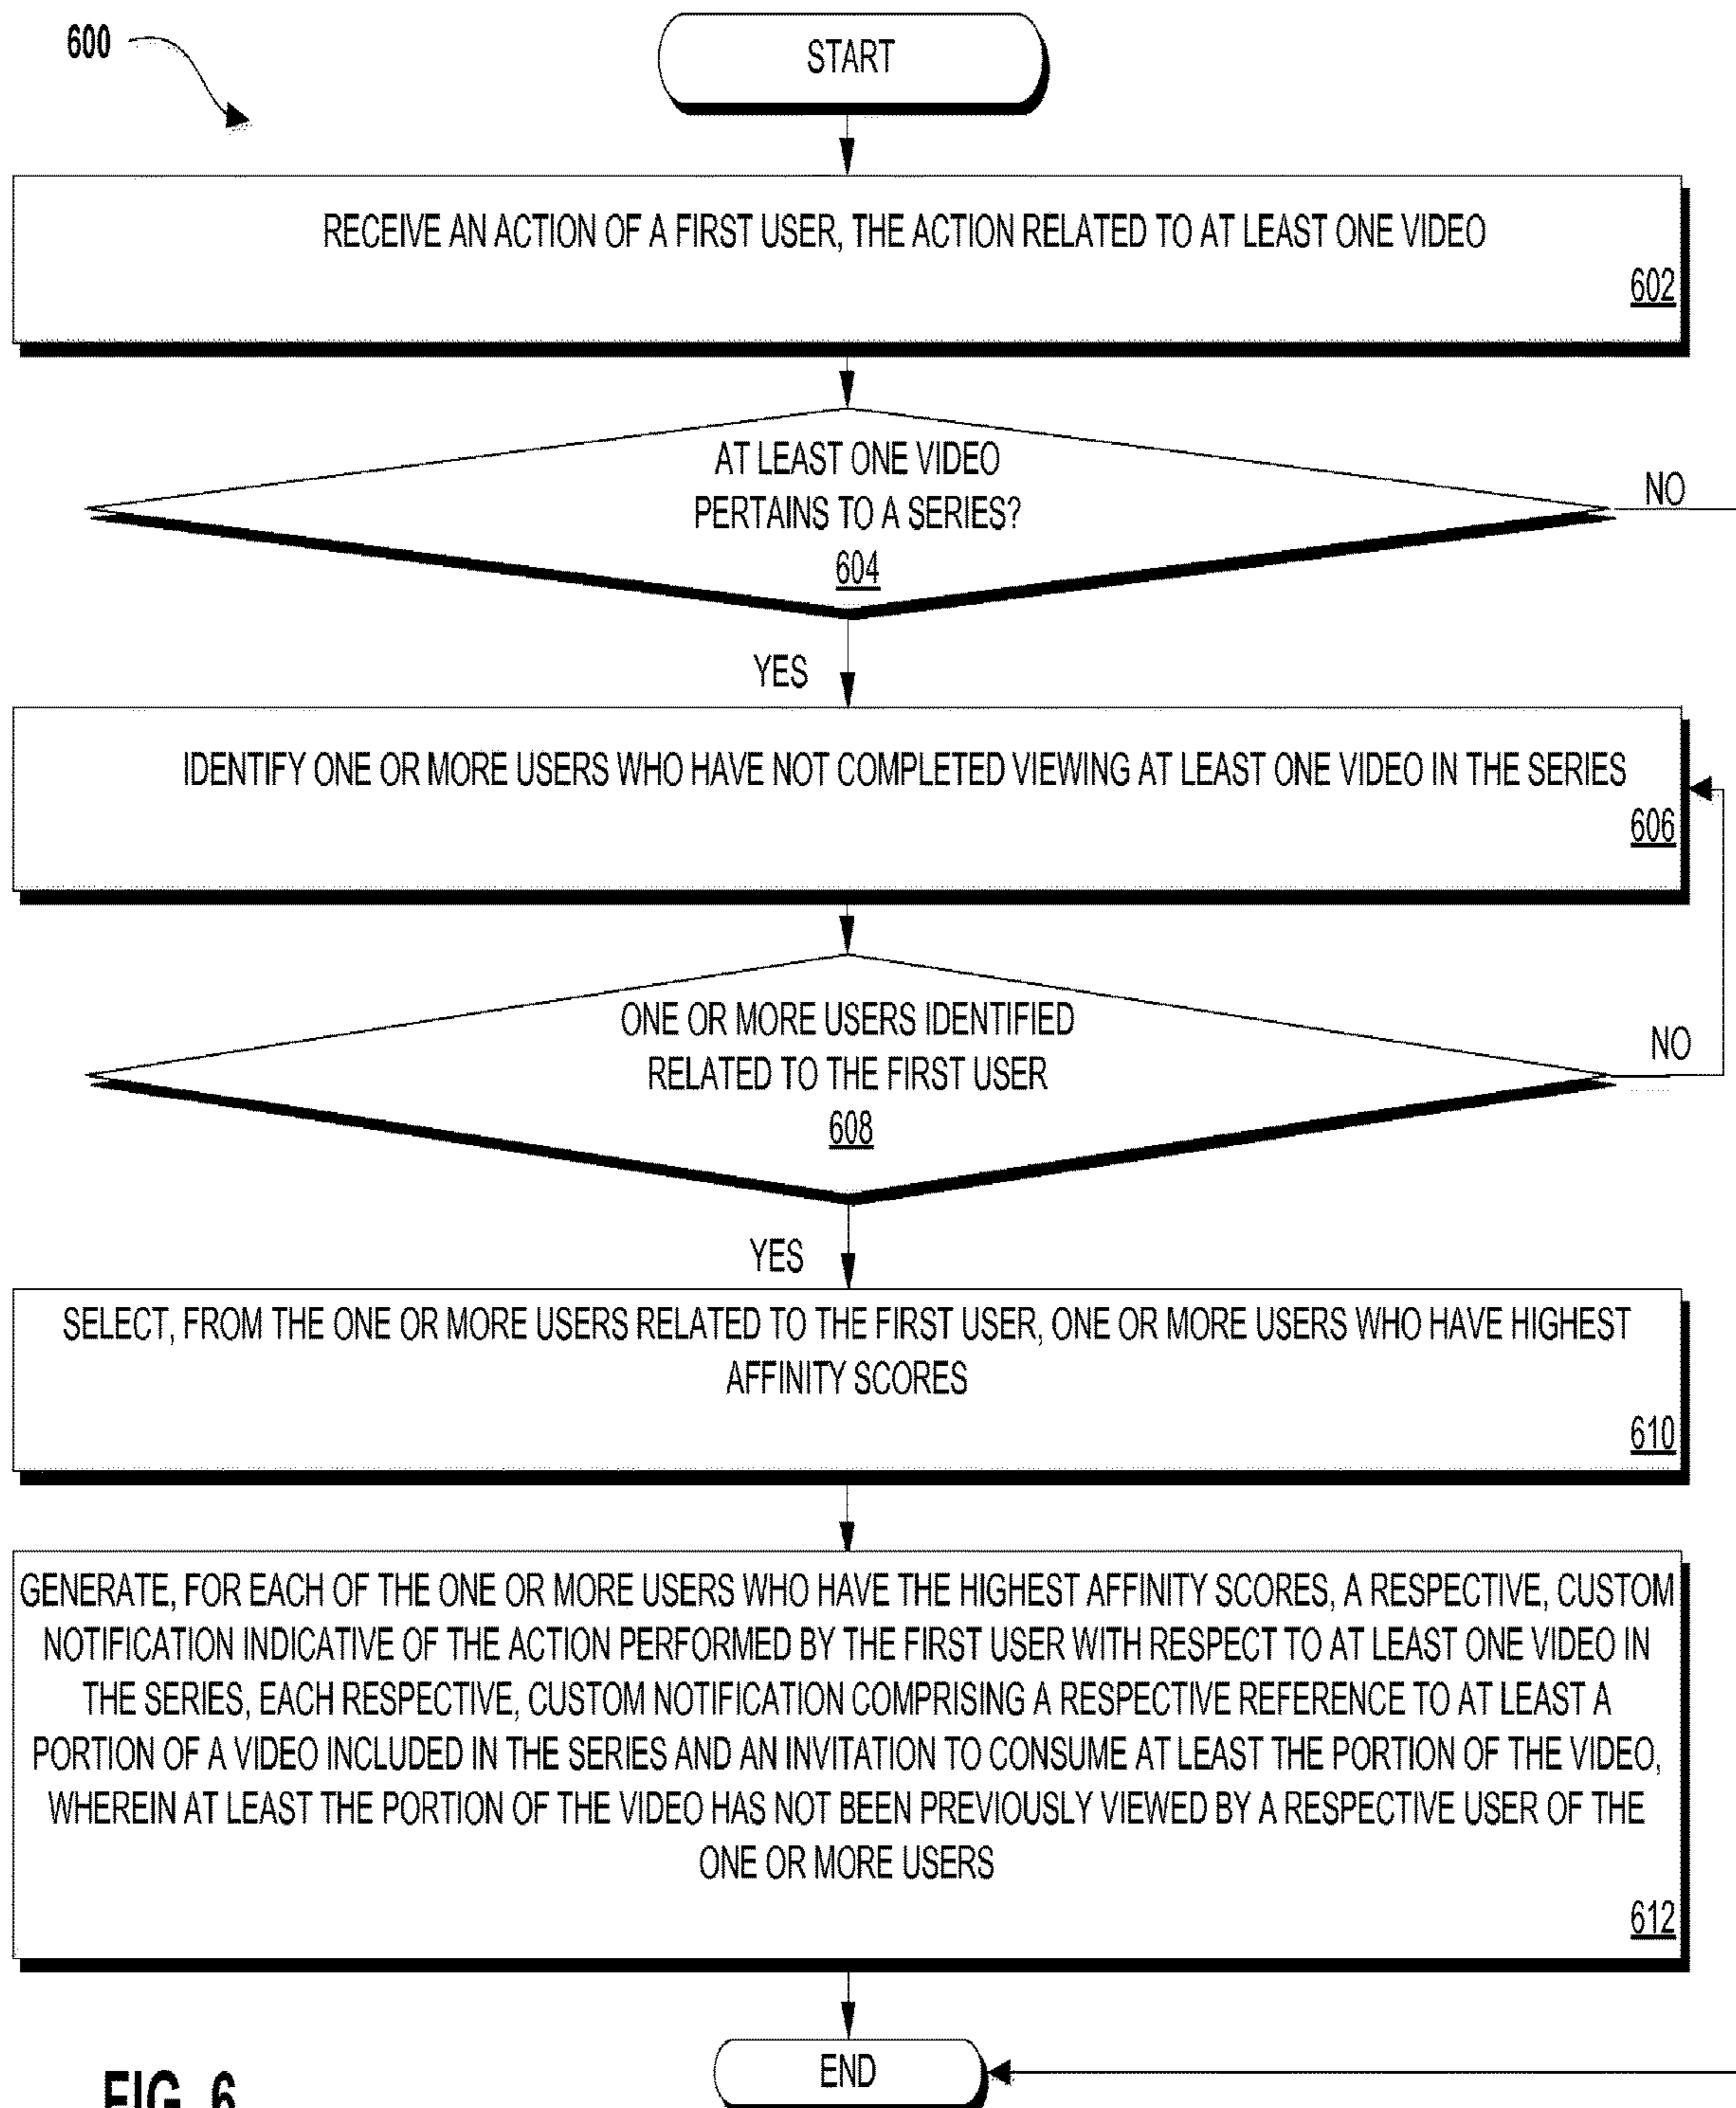 600
START
RECEIVE AN ACTION OF A FIRST USER, THE ACTION RELATED TO AT LEAST ONE VIDEO
602
AT LEAST ONE VIDEO
PERTAINS TO A SERIES?
604
NO
YES
IDENTIFY ONE OR MORE USERS WHO HAVE NOT COMPLETED VIEWING AT LEAST ONE VIDEO IN THE SERIES
606
ONE OR MORE USERS IDENTIFIED
RELATED TO THE FIRST USER
608
NO
YES
SELECT, FROM THE ONE OR MORE USERS RELATED TO THE FIRST USER, ONE OR MORE USERS WHO HAVE HIGHEST
AFFINITY SCORES
610
GENERATE, FOR EACH OF THE ONE OR MORE USERS WHO HAVE THE HIGHEST AFFINITY SCORES, A RESPECTIVE, CUSTOM
NOTIFICATION INDICATIVE OF THE ACTION PERFORMED BY THE FIRST USER WITH RESPECT TO AT LEAST ONE VIDEO IN
THE SERIES, EACH RESPECTIVE, CUSTOM NOTIFICATION COMPRISING A RESPECTIVE REFERENCE TO AT LEAST A
PORTION OF A VIDEO INCLUDED IN THE SERIES AND AN INVITATION TO CONSUME AT LEAST THE PORTION OF THE VIDEO,
WHEREIN AT LEAST THE PORTION OF THE VIDEO HAS NOT BEEN PREVIOUSLY VIEWED BY A RESPECTIVE USER OF THE
ONE OR MORE USERS
612
END
FIG. 6